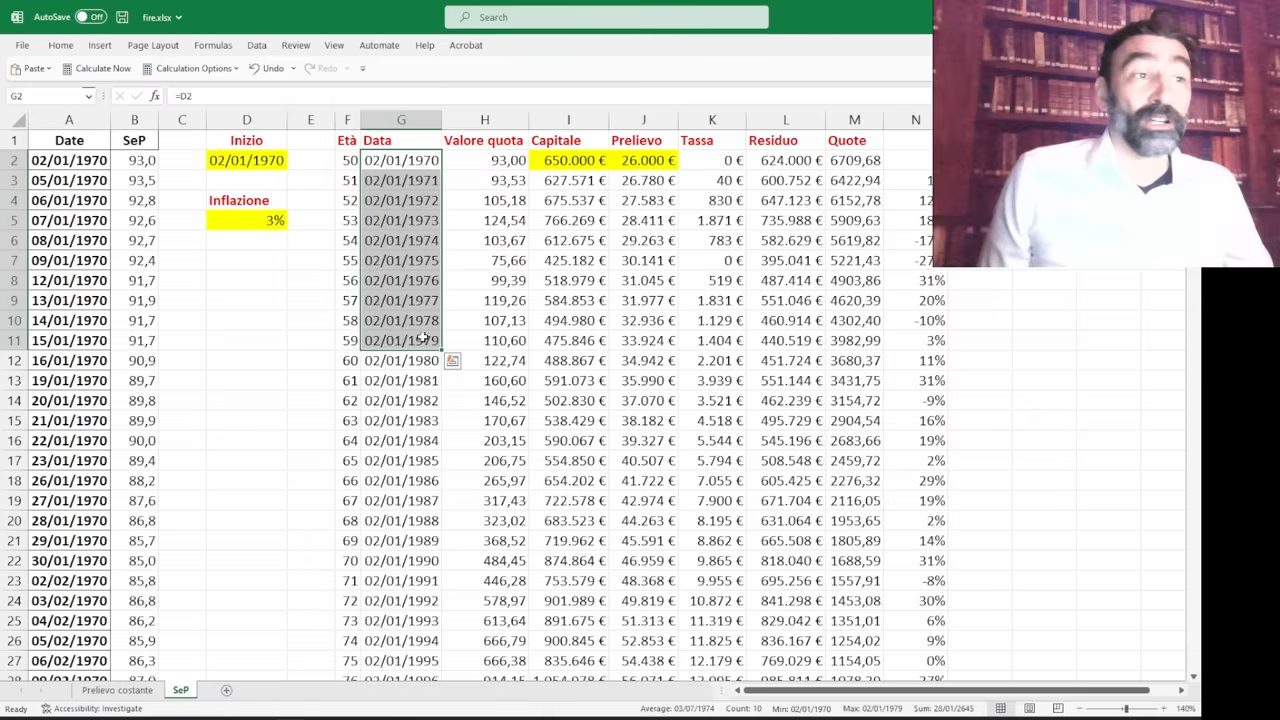 AutoSave Off fire.xlsx Search
File Home Insert Page Layout Formulas Data Review View Automate Help Acrobat
Paste Calculate Now Calculation Options Undo Redo
G2 fx =D2
A B C D E F G H I J K L M N
1 Date SeP Inizio Età Data Valore quota Capitale Prelievo Tassa Residuo Quote
2 02/01/1970 93,0 02/01/1970 50 02/01/1970 93,00 650.000 € 26.000 € 0 € 624.000 € 6709,68
3 05/01/1970 93,5 51 02/01/1971 93,53 627.571 € 26.780 € 40 € 600.752 € 6422,94
4 06/01/1970 92,8 Inflazione 52 02/01/1972 105,18 675.537 € 27.583 € 830 € 647.123 € 6152,78
5 07/01/1970 92,6 3% 53 02/01/1973 124,54 766.269 € 28.411 € 1.871 € 735.988 € 5909,63
6 08/01/1970 92,7 54 02/01/1974 103,67 612.675 € 29.263 € 783 € 582.629 € 5619,82
7 09/01/1970 92,4 55 02/01/1975 75,66 425.182 € 30.141 € 0 € 395.041 € 5221,43
8 12/01/1970 91,7 56 02/01/1976 99,39 518.979 € 31.045 € 519 € 487.414 € 4903,86 31%
9 13/01/1970 91,9 57 02/01/1977 119,26 584.853 € 31.977 € 1.831 € 551.046 € 4620,39 20%
10 14/01/1970 91,7 58 02/01/1978 107,13 494.980 € 32.936 € 1.129 € 460.914 € 4302,40 -10%
11 15/01/1970 91,7 59 02/01/1979 110,60 475.846 € 33.924 € 1.404 € 440.519 € 3982,99 3%
12 16/01/1970 90,9 60 02/01/1980 122,74 488.867 € 34.942 € 2.201 € 451.724 € 3680,37 11%
13 19/01/1970 89,7 61 02/01/1981 160,60 591.073 € 35.990 € 3.939 € 551.144 € 3431,75 31%
14 20/01/1970 89,8 62 02/01/1982 146,52 502.830 € 37.070 € 3.521 € 462.239 € 3154,72 -9%
15 21/01/1970 89,9 63 02/01/1983 170,67 538.429 € 38.182 € 4.518 € 495.729 € 2904,54 16%
16 22/01/1970 90,0 64 02/01/1984 203,15 590.067 € 39.327 € 5.544 € 545.196 € 2683,66 19%
17 23/01/1970 89,4 65 02/01/1985 206,75 554.850 € 40.507 € 5.794 € 508.548 € 2459,72 2%
18 26/01/1970 88,2 66 02/01/1986 265,97 654.202 € 41.722 € 7.055 € 605.425 € 2276,32 29%
19 27/01/1970 87,6 67 02/01/1987 317,43 722.578 € 42.974 € 7.900 € 671.704 € 2116,05 19%
20 28/01/1970 86,8 68 02/01/1988 323,02 683.523 € 44.263 € 8.195 € 631.064 € 1953,65 2%
21 29/01/1970 85,7 69 02/01/1989 368,52 719.962 € 45.591 € 8.862 € 665.508 € 1805,89 14%
22 30/01/1970 85,0 70 02/01/1990 484,45 874.864 € 46.959 € 9.865 € 818.040 € 1688,59 31%
23 02/02/1970 85,8 71 02/01/1991 446,28 753.579 € 48.368 € 9.955 € 695.256 € 1557,91 -8%
24 03/02/1970 86,8 72 02/01/1992 578,97 901.989 € 49.819 € 10.872 € 841.298 € 1453,08 30%
25 04/02/1970 86,2 73 02/01/1993 613,64 891.675 € 51.313 € 11.319 € 829.042 € 1351,01 6%
26 05/02/1970 85,9 74 02/01/1994 666,79 900.845 € 52.853 € 11.825 € 836.167 € 1254,02 9%
27 06/02/1970 86,3 75 02/01/1995 666,38 835.646 € 54.438 € 12.179 € 769.029 € 1154,05 0%
Prelievo costante SeP
Ready Accessibility: Investigate Average: 03/07/1974 Count: 10 Min: 02/01/1970 Max: 02/01/1979 Sum: 28/01/2645 140%